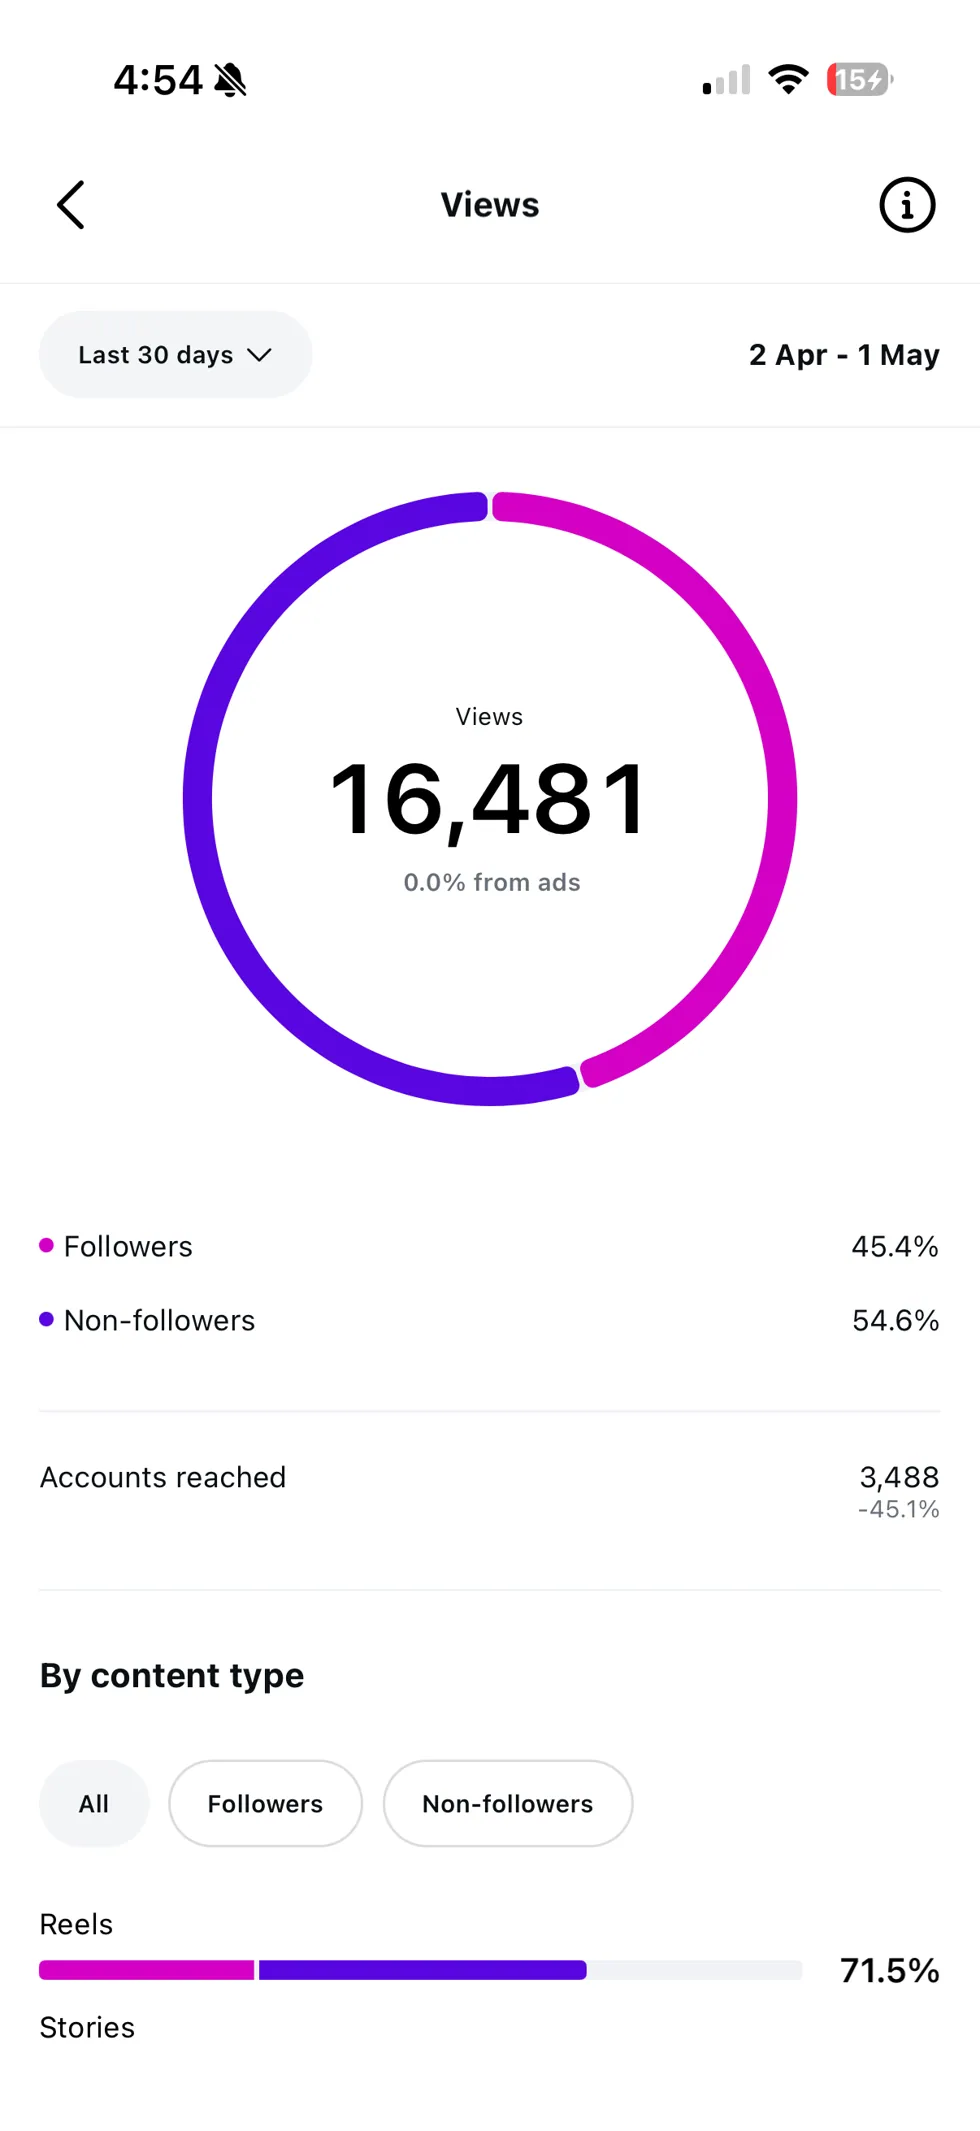 4:54
15
Views
Last 30 days
2 Apr - 1 May
Views
16,481
0.0% from ads
Followers 45.4%
Non-followers 54.6%
Accounts reached 3,488
-45.1%
By content type
All Followers Non-followers
Reels
71.5%
Stories